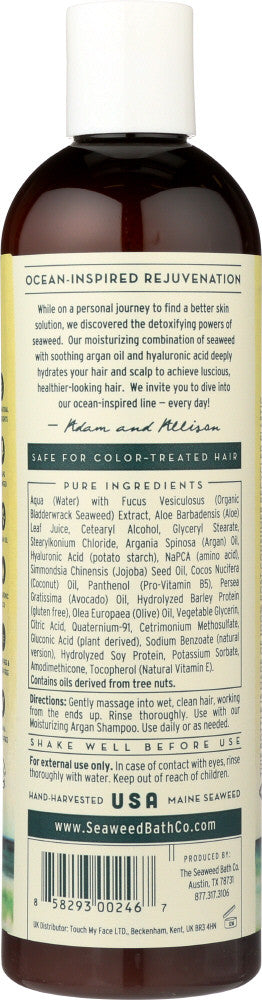 OCEAN-INSPIRED REJUVENATION
While on a personal journey to find a better skin
solution, we discovered the detoxifying powers of
seaweed. Our moisturizing combination of seaweed
with soothing argan oil and hyaluronic acid deeply
hydrates your hair and scalp to achieve luscious,
healthier-looking hair. We invite you to dive into
our ocean-inspired line – every day!
— Adam and Allison
SAFE FOR COLOR-TREATED HAIR
PURE INGREDIENTS
Aqua (Water) with Fucus Vesiculosus (Organic
Bladderwrack Seaweed) Extract, Aloe Barbadensis (Aloe)
Leaf Juice, Cetearyl Alcohol, Glyceryl Stearate,
Stearylkonium Chloride, Argania Spinosa (Argan) Oil,
Hyaluronic Acid (potato starch), NaPCA (amino acid),
Simmondsia Chinensis (Jojoba) Seed Oil, Cocos Nucifera
(Coconut) Oil, Panthenol (Pro-Vitamin B5), Persea
Gratissima (Avocado) Oil, Hydrolyzed Barley Protein
(gluten free), Olea Europaea (Olive) Oil, Vegetable Glycerin,
Citric Acid, Quaternium-91, Cetrimonium Methosulfate,
Gluconic Acid (plant derived), Sodium Benzoate (natural
version), Hydrolyzed Soy Protein, Potassium Sorbate,
Amodimethicone, Tocopherol (Natural Vitamin E).
Contains oils derived from tree nuts.
Directions: Gently massage into wet, clean hair, working
from the ends up. Rinse thoroughly. Use with our
Moisturizing Argan Shampoo. Use daily or as needed.
SHAKE WELL BEFORE USE
For external use only. In case of contact with eyes, rinse
thoroughly with water. Keep out of reach of children.
HAND-HARVESTED USA MAINE SEAWEED
www.SeaweedBathCo.com
PRODUCED BY:
The Seaweed Bath Co.
Austin, TX 78731
877.317.3106
8 58293 00246 7
UK Distributor: Touch My Face LTD., Beckenham, Kent, UK BR3 4HN